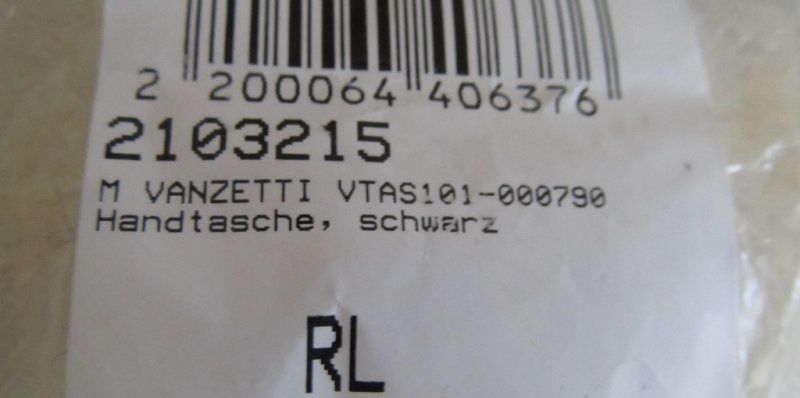 2 200064 406376
2103215
M VANZETTI VTAS101-000790
Handtasche, schwarz
RL